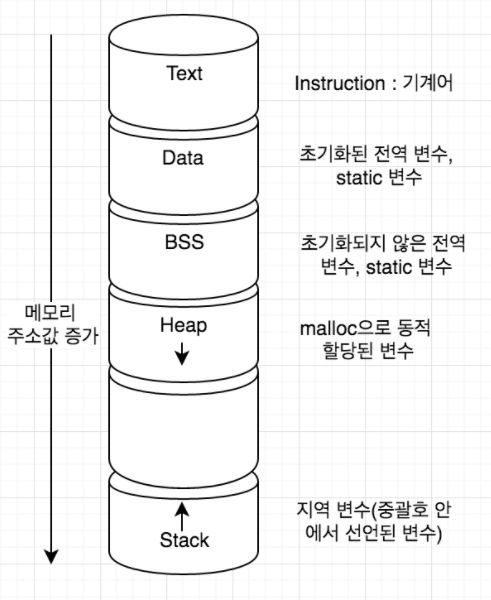 Text
Instruction : 기계어
Data
초기화된 전역 변수,
static 변수
BSS
초기화되지 않은 전역
변수, static 변수
메모리
주소값 증가
Heap
malloc으로 동적
할당된 변수
지역 변수(중괄호 안
에서 선언된 변수)
Stack